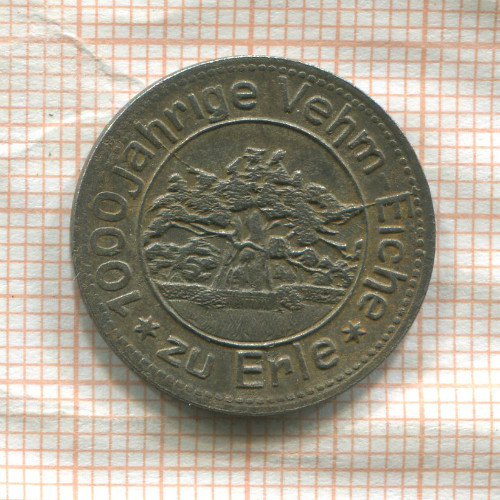 1000 jährige Vehm-Eiche
* zu Erle *